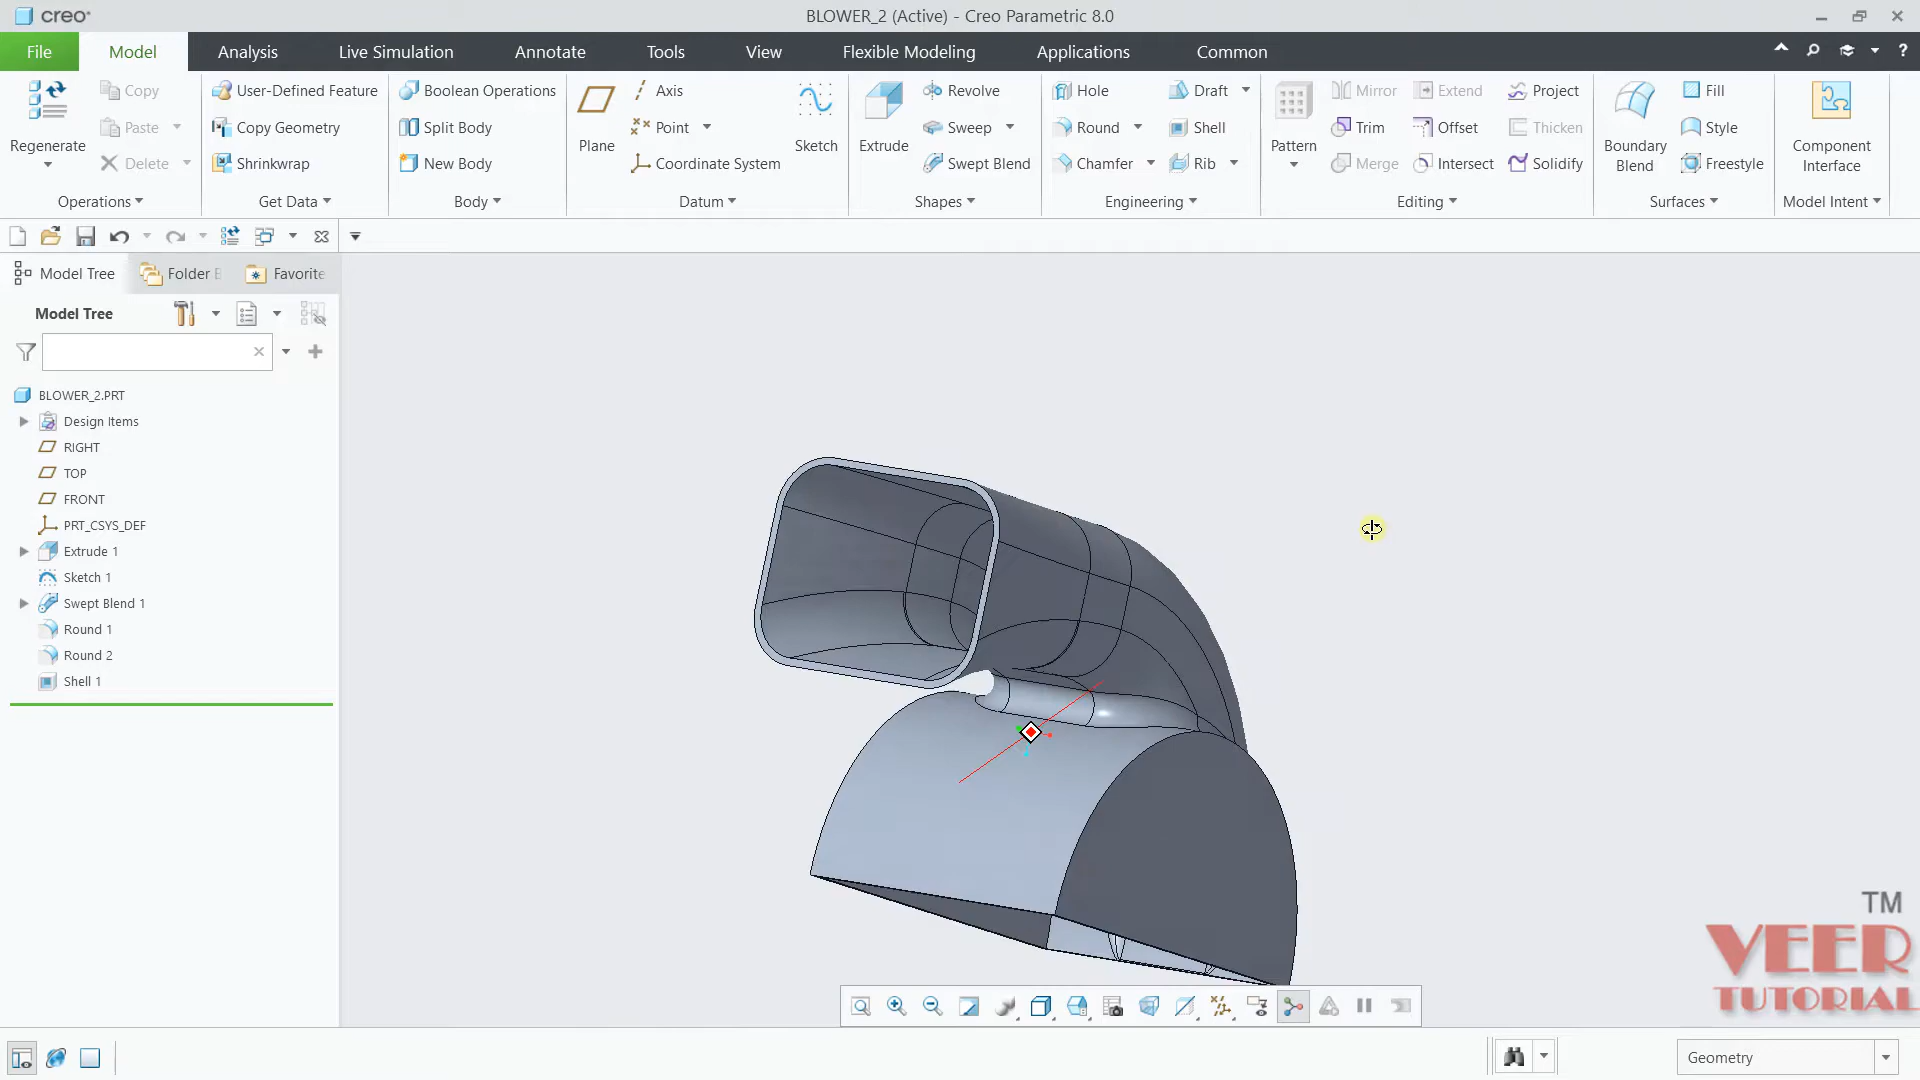 creo
BLOWER_2 (Active) - Creo Parametric 8.0
File Model Analysis Live Simulation Annotate Tools View Flexible Modeling Applications Common
Regenerate
Copy
Paste
Delete
Operations
User-Defined Feature
Copy Geometry
Shrinkwrap
Get Data
Boolean Operations
Split Body
New Body
Body
Plane
Axis
Point
Coordinate System
Sketch
Datum
Extrude
Revolve
Sweep
Swept Blend
Shapes
Hole
Round
Chamfer
Draft
Shell
Rib
Engineering
Pattern
Mirror
Trim
Merge
Extend
Offset
Intersect
Project
Thicken
Solidify
Editing
Boundary
Blend
Fill
Style
Freestyle
Surfaces
Component
Interface
Model Intent
Model Tree
Folder B
Favorite
Model Tree
BLOWER_2.PRT
Design Items
RIGHT
TOP
FRONT
PRT_CSYS_DEF
Extrude 1
Sketch 1
Swept Blend 1
Round 1
Round 2
Shell 1
TM
VEER
TUTORIAL
Geometry